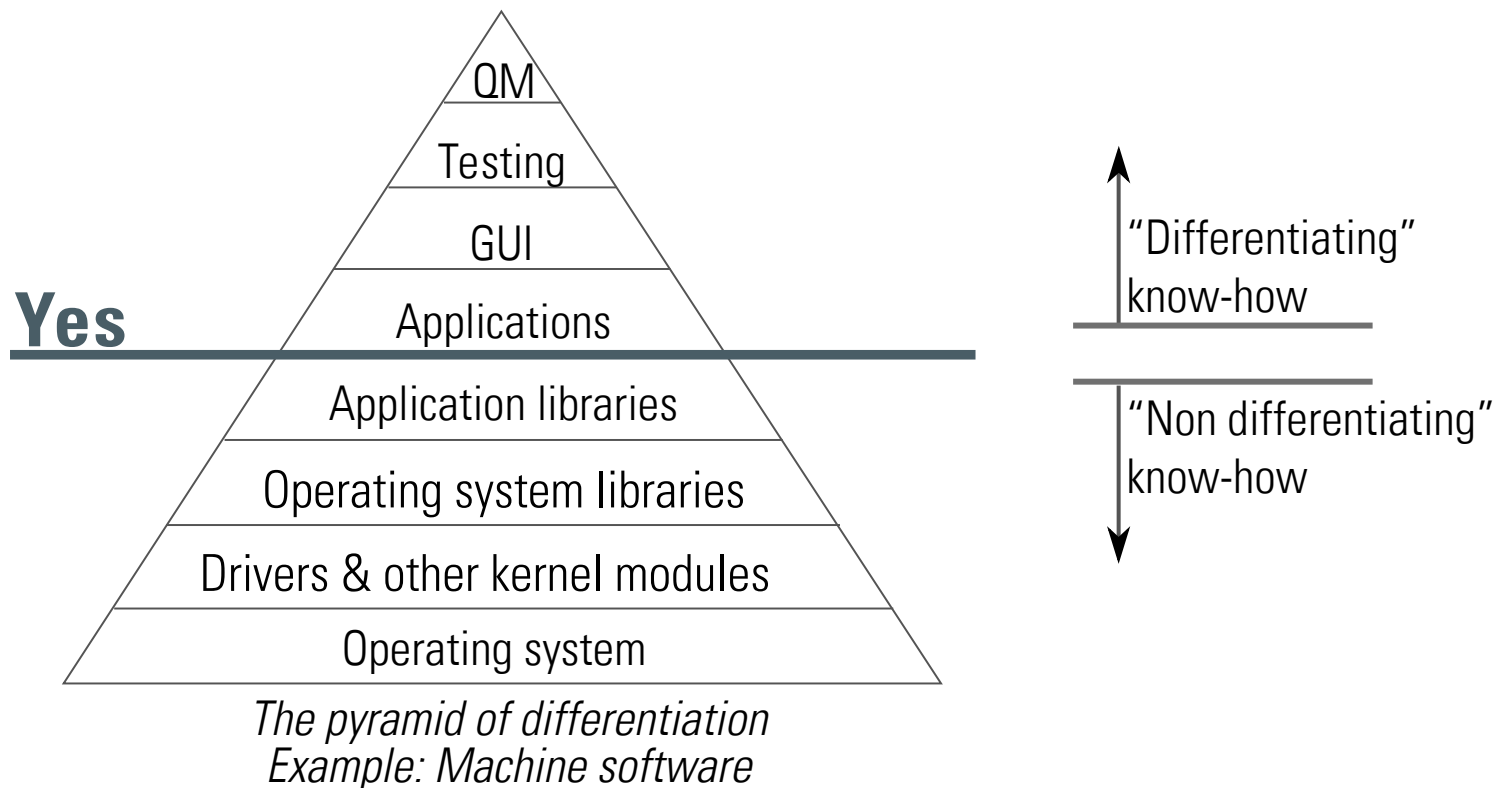 QM
Testing
GUI
Yes
Applications
Application libraries
Operating system libraries
Drivers & other kernel modules
Operating system
The pyramid of differentiation
Example: Machine software
“Differentiating”
know-how
“Non differentiating”
know-how